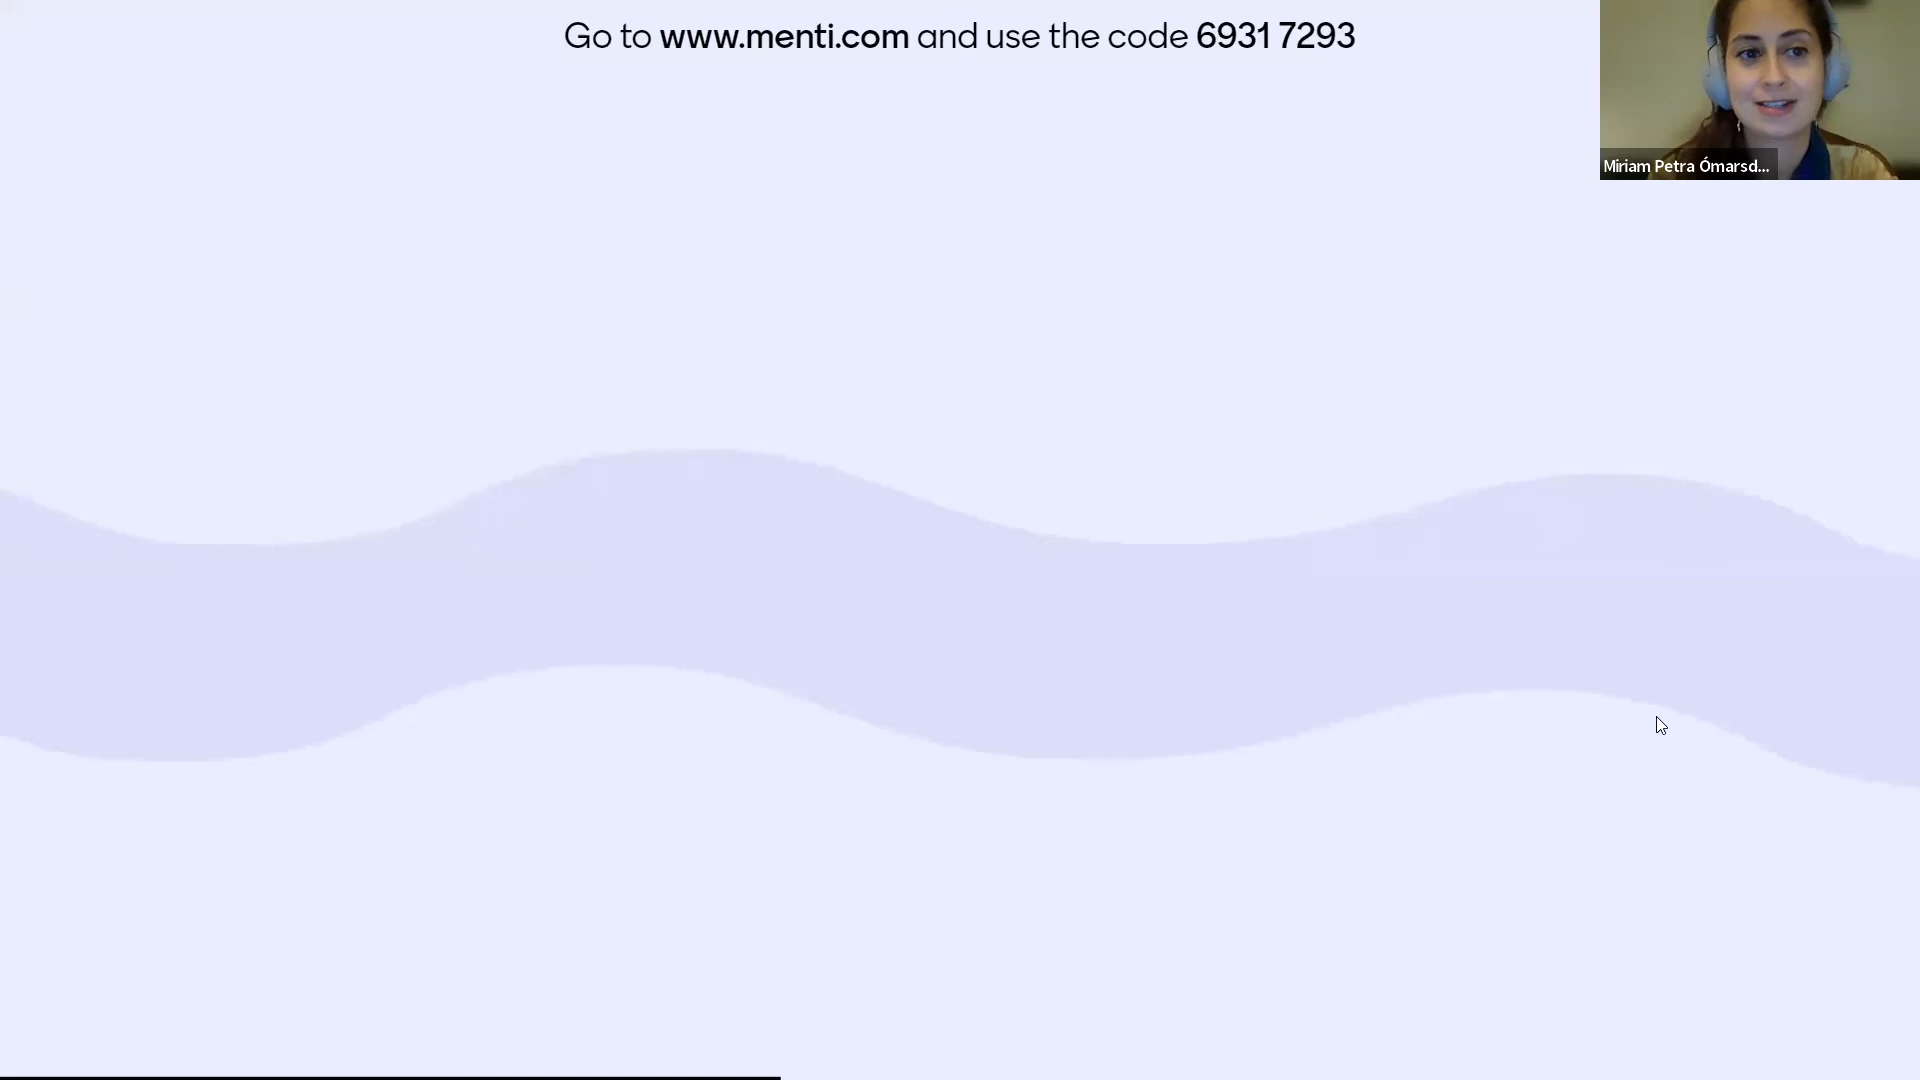 Go to www.menti.com and use the code 6931 7293
Miriam Petra Ómarsd...